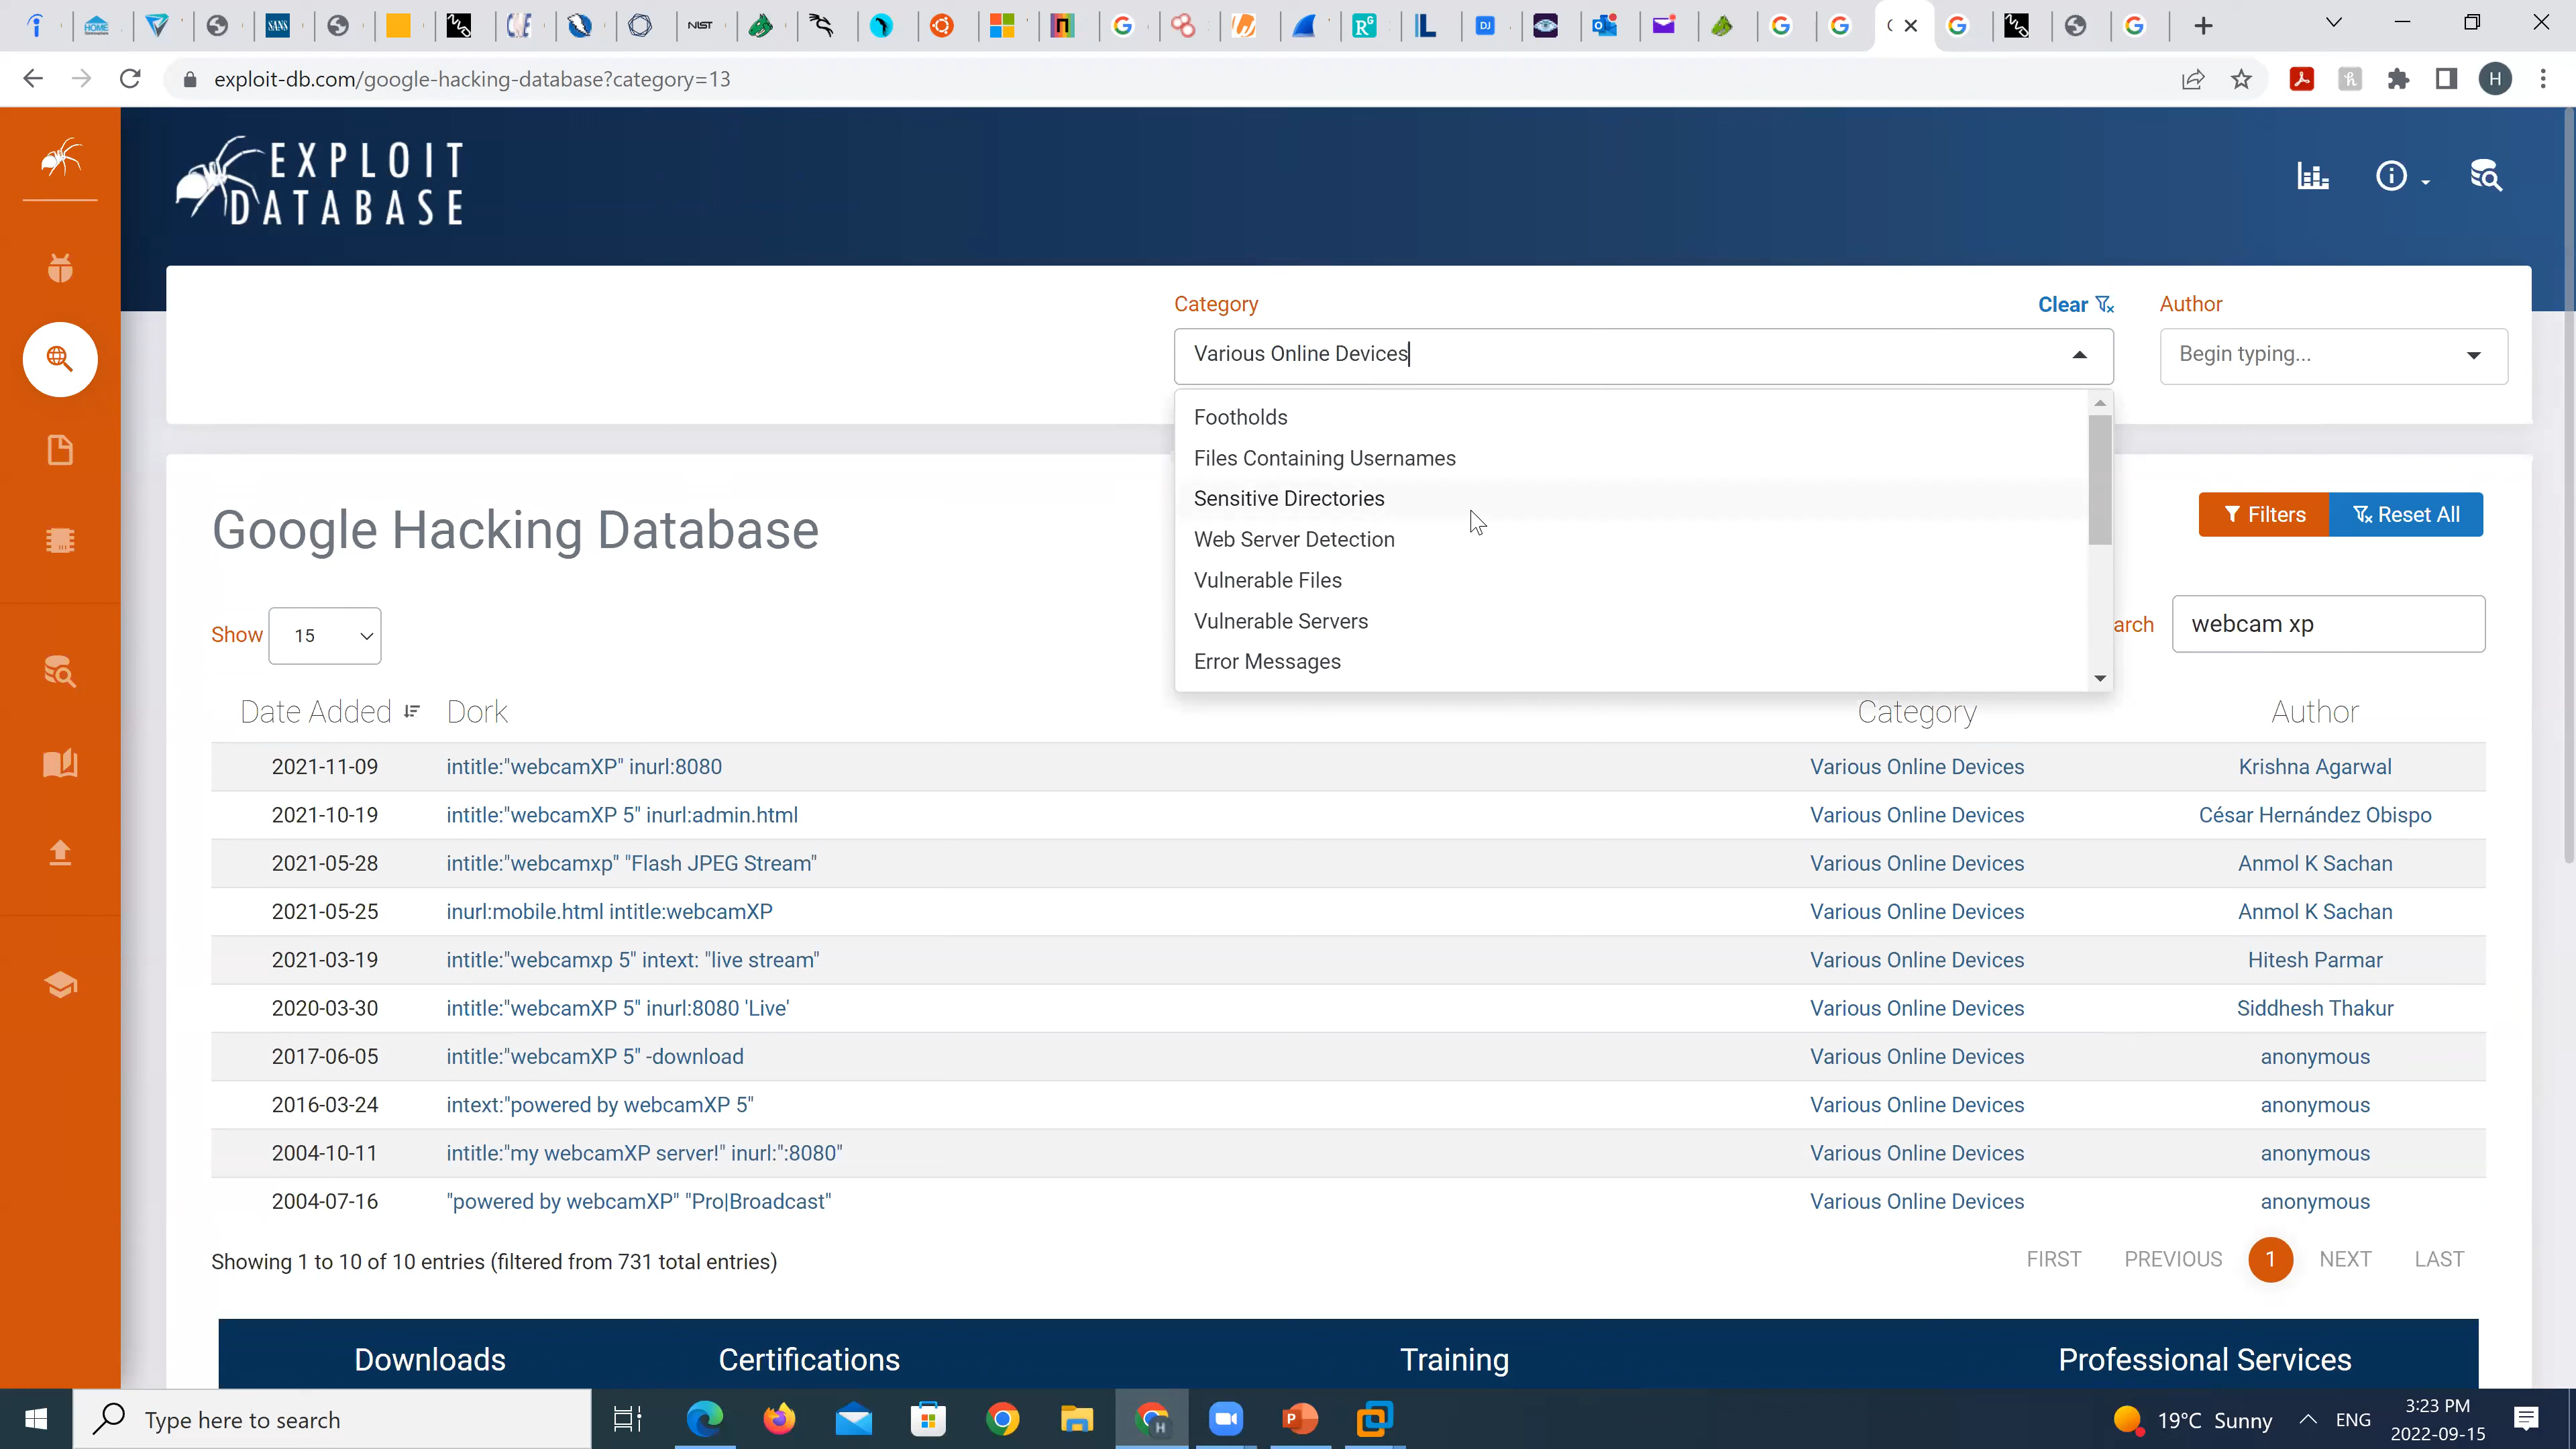 SANS
NIST
exploit-db.com/google-hacking-database?category=13
H
EXPLOIT
DATABASE
Category
Clear
Author
Various Online Devices
Begin typing...
Footholds
Files Containing Usernames
Sensitive Directories
Web Server Detection
Vulnerable Files
Vulnerable Servers
Error Messages
Google Hacking Database
Filters
Reset All
Show 15
arch webcam xp
Date Added Dork Category Author
2021-11-09 intitle:"webcamXP" inurl:8080 Various Online Devices Krishna Agarwal
2021-10-19 intitle:"webcamXP 5" inurl:admin.html Various Online Devices César Hernández Obispo
2021-05-28 intitle:"webcamxp" "Flash JPEG Stream" Various Online Devices Anmol K Sachan
2021-05-25 inurl:mobile.html intitle:webcamXP Various Online Devices Anmol K Sachan
2021-03-19 intitle:"webcamxp 5" intext: "live stream" Various Online Devices Hitesh Parmar
2020-03-30 intitle:"webcamXP 5" inurl:8080 'Live' Various Online Devices Siddhesh Thakur
2017-06-05 intitle:"webcamXP 5" -download Various Online Devices anonymous
2016-03-24 intext:"powered by webcamXP 5" Various Online Devices anonymous
2004-10-11 intitle:"my webcamXP server!" inurl:":8080" Various Online Devices anonymous
2004-07-16 "powered by webcamXP" "Pro|Broadcast" Various Online Devices anonymous
Showing 1 to 10 of 10 entries (filtered from 731 total entries)
FIRST PREVIOUS 1 NEXT LAST
Downloads Certifications Training Professional Services
Type here to search
19°C Sunny
ENG
3:23 PM
2022-09-15